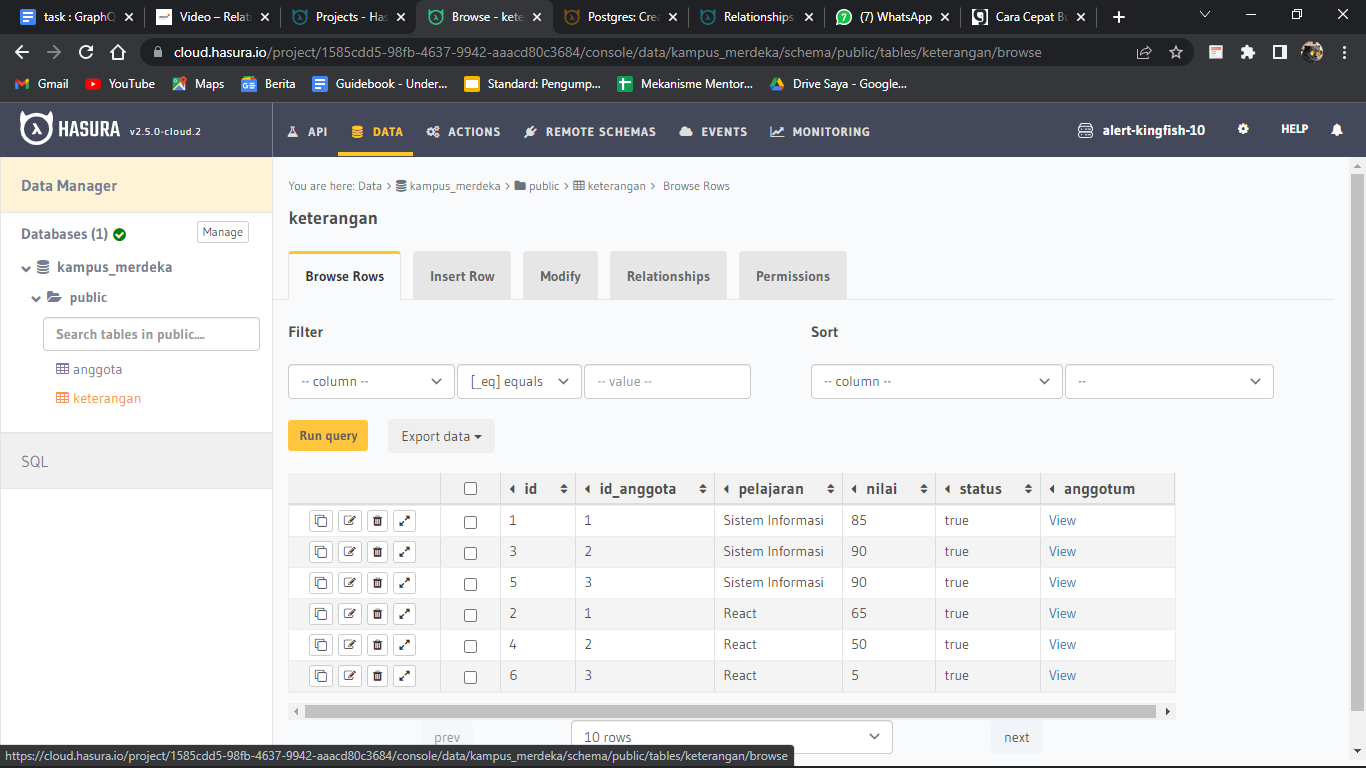 task : GraphQ
Video – Relati
Projects - Has
Browse - kete
Postgres: Crea
Relationships
(7) WhatsApp
Cara Cepat Bu
cloud.hasura.io/project/1585cdd5-98fb-4637-9942-aaacd80c3684/console/data/kampus_merdeka/schema/public/tables/keterangan/browse
Gmail YouTube Maps Berita Guidebook - Under... Standard: Pengump... Mekanisme Mentor... Drive Saya - Google...
HASURA v2.5.0-cloud.2 API DATA ACTIONS REMOTE SCHEMAS EVENTS MONITORING alert-kingfish-10 HELP
Data Manager
Databases (1) Manage
kampus_merdeka
public
Search tables in public....
anggota
keterangan
SQL
You are here: Data > kampus_merdeka > public > keterangan > Browse Rows
keterangan
Browse Rows Insert Row Modify Relationships Permissions
Filter Sort
-- column -- [_eq] equals -- value -- -- column -- --
Run query Export data
id id_anggota pelajaran nilai status anggotum
1 1 Sistem Informasi 85 true View
3 2 Sistem Informasi 90 true View
5 3 Sistem Informasi 90 true View
2 1 React 65 true View
4 2 React 50 true View
6 3 React 5 true View
prev 10 rows next
https://cloud.hasura.io/project/1585cdd5-98fb-4637-9942-aaacd80c3684/console/data/kampus_merdeka/schema/public/tables/keterangan/browse